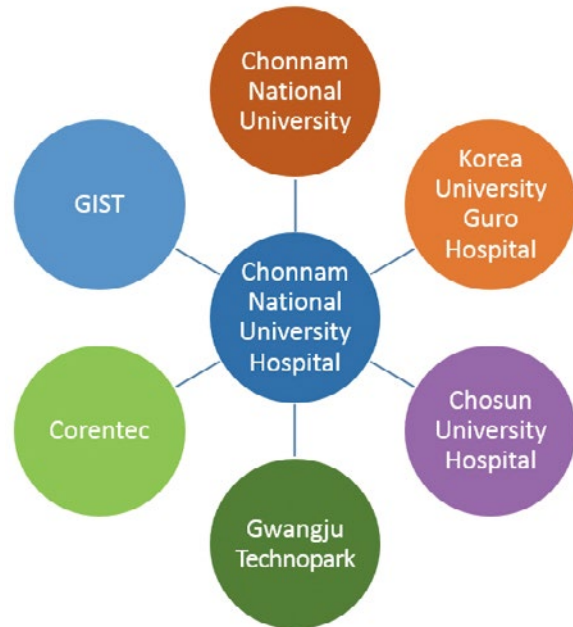 Chonnam
National
University
GIST
Korea
University
Guro
Hospital
Chonnam
National
University
Hospital
Corentec
Chosun
University
Hospital
Gwangju
Technopark